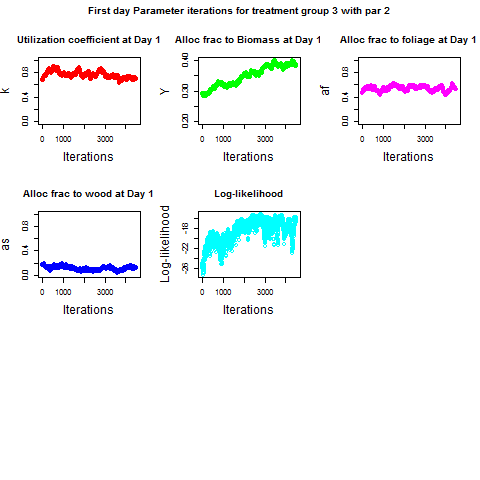 First day Parameter iterations for treatment group 3 with par 2
Utilization coefficient at Day 1
Alloc frac to Biomass at Day 1
Alloc frac to foliage at Day 1
k
0.0 0.4 0.8
0 1000 3000
Iterations
Y
0.20 0.30 0.40
0 1000 3000
Iterations
af
0.0 0.4 0.8
0 1000 3000
Iterations
Alloc frac to wood at Day 1
Log-likelihood
as
0.0 0.4 0.8
0 1000 3000
Iterations
Log-likelihood
-26 -22 -18
0 1000 3000
Iterations